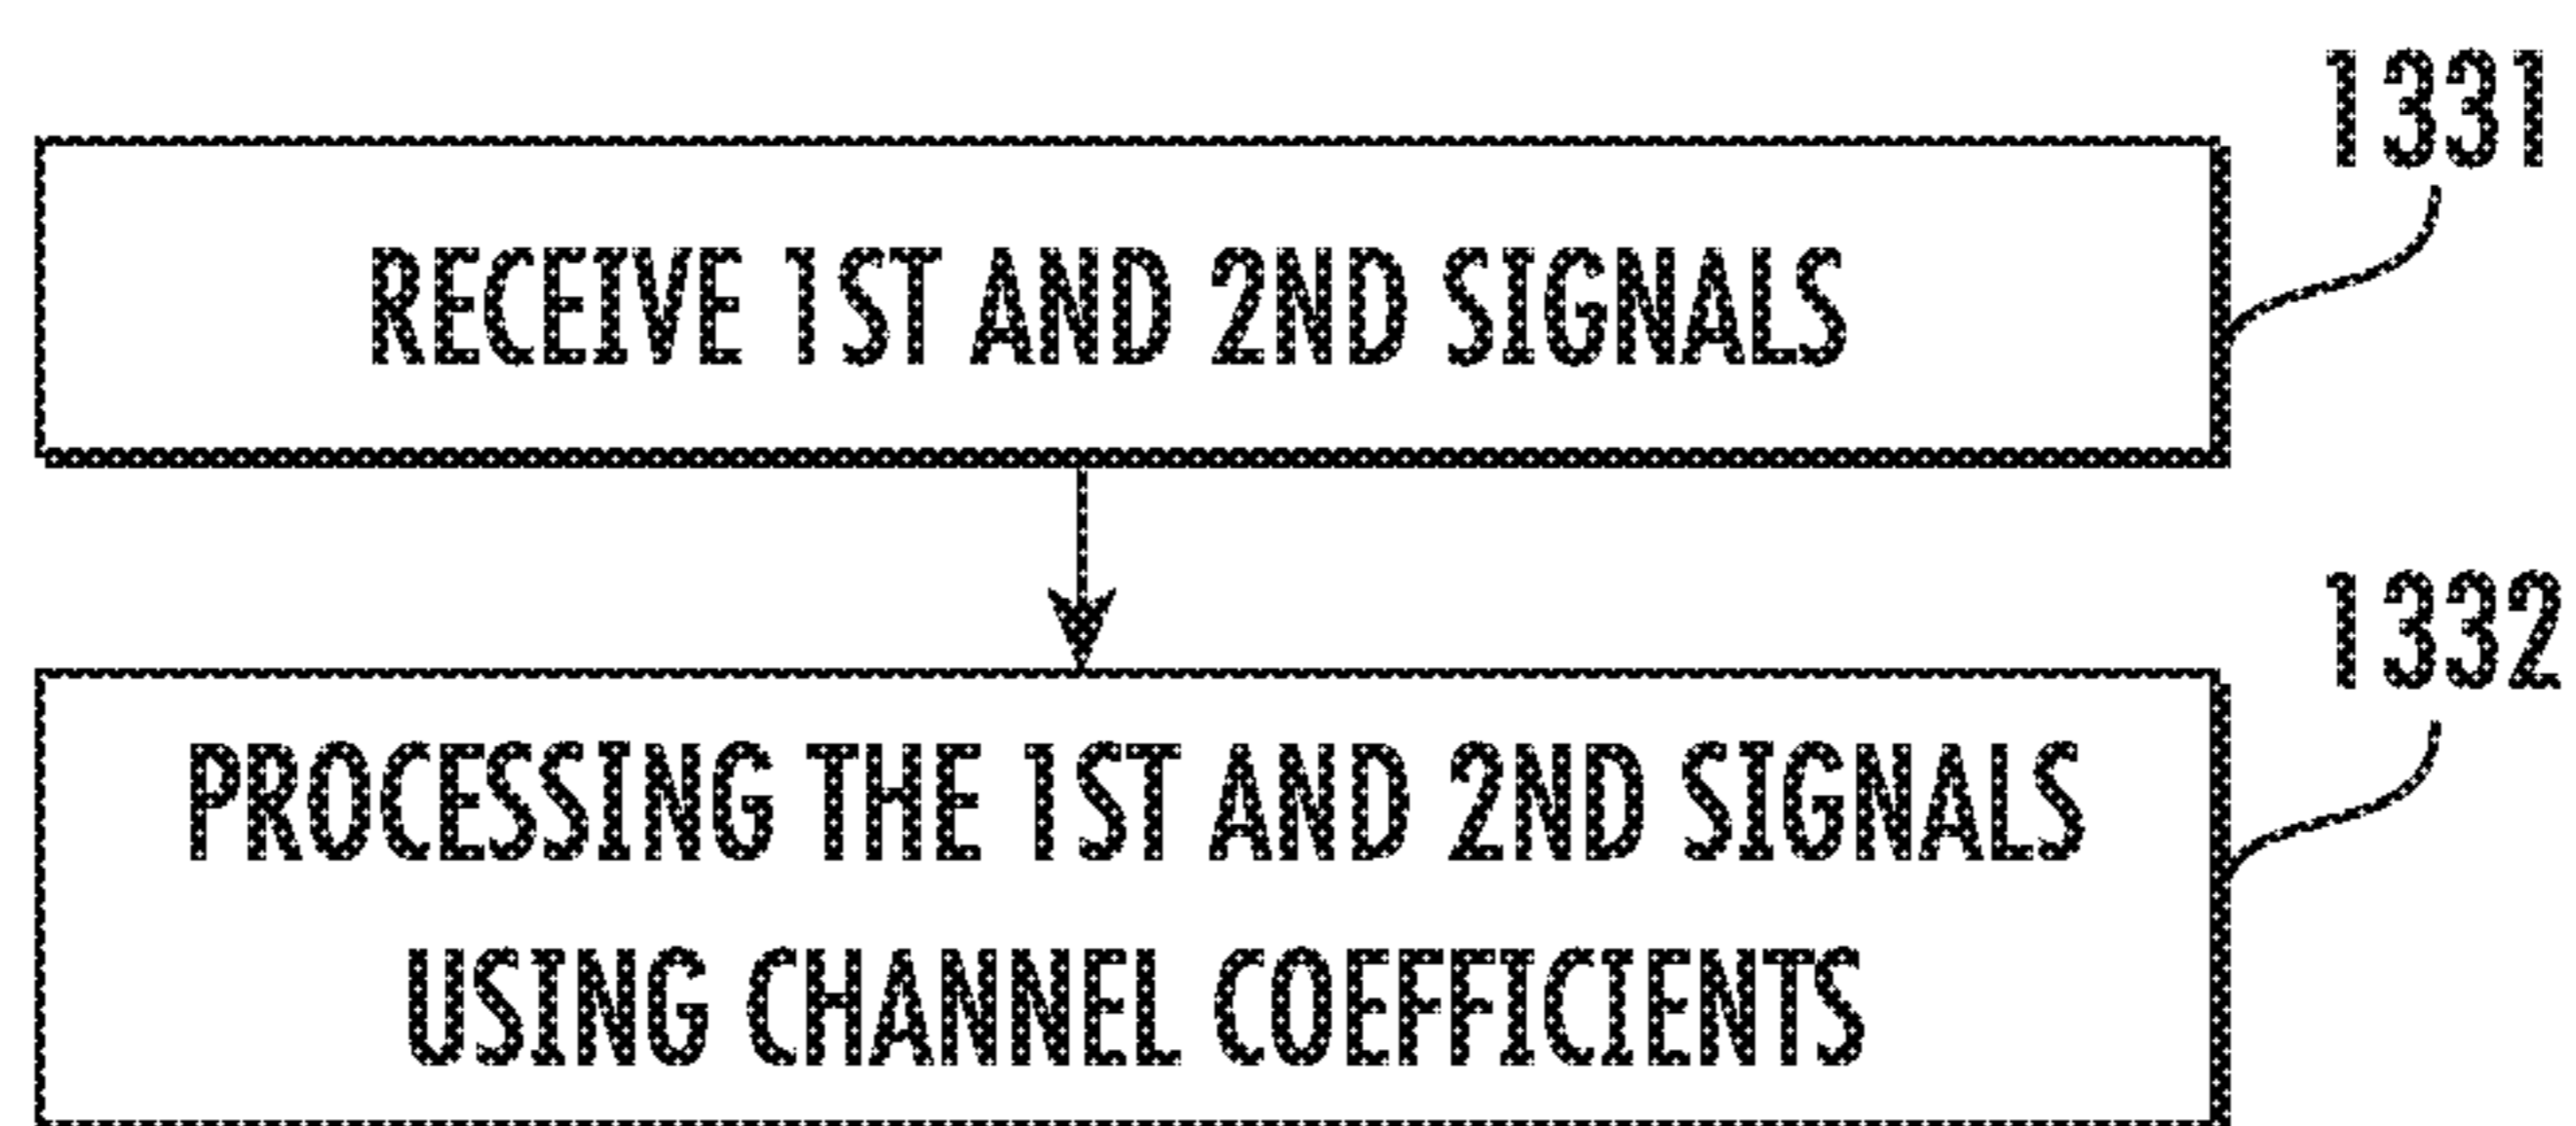 1331
RECEIVE 1ST AND 2ND SIGNALS
1332
PROCESSING THE 1ST AND 2ND SIGNALS
USING CHANNEL COEFFICIENTS